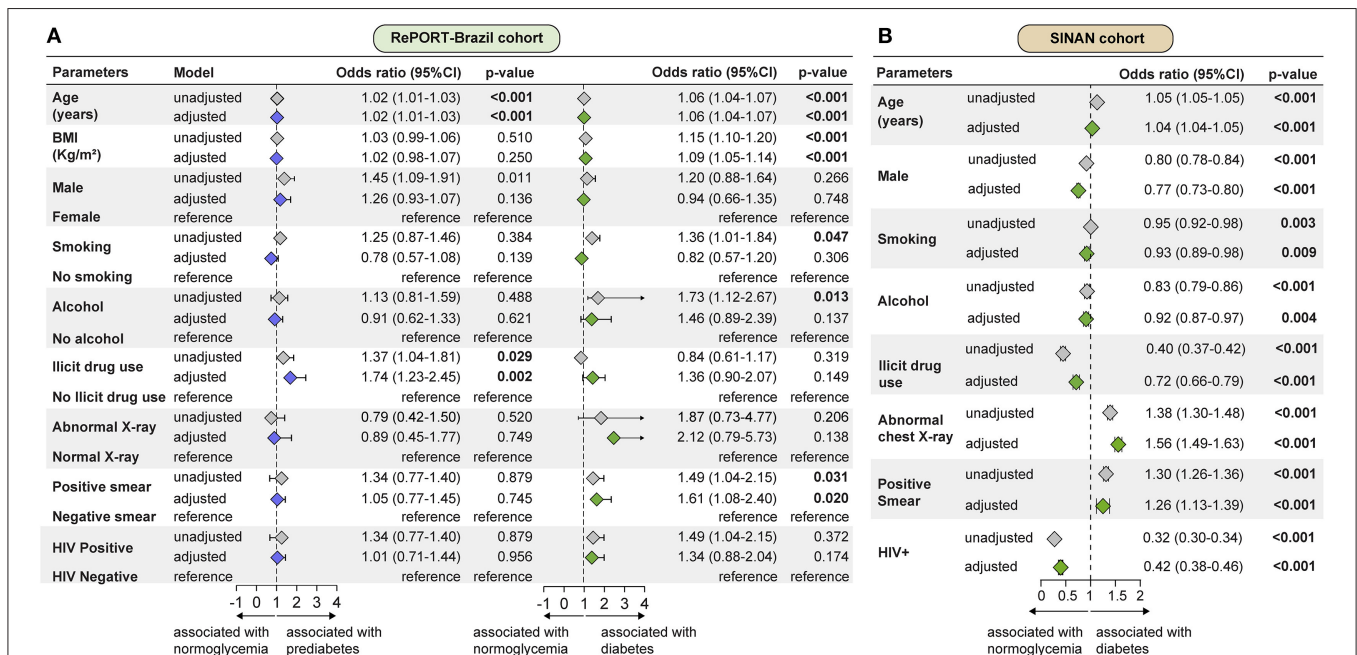 A
RePORT-Brazil cohort
Parameters Model Odds ratio (95%CI) p-value Odds ratio (95%CI) p-value
Age (years) unadjusted 1.02 (1.01-1.03) <0.001 1.06 (1.04-1.07) <0.001
adjusted 1.02 (1.01-1.03) <0.001 1.06 (1.04-1.07) <0.001
BMI (Kg/m²) unadjusted 1.03 (0.99-1.06) 0.510 1.15 (1.10-1.20) <0.001
adjusted 1.02 (0.98-1.07) 0.250 1.09 (1.05-1.14) <0.001
Male unadjusted 1.45 (1.09-1.91) 0.011 1.20 (0.88-1.64) 0.266
adjusted 1.26 (0.93-1.07) 0.136 0.94 (0.66-1.35) 0.748
Female reference reference reference reference reference
Smoking unadjusted 1.25 (0.87-1.46) 0.384 1.36 (1.01-1.84) 0.047
adjusted 0.78 (0.57-1.08) 0.139 0.82 (0.57-1.20) 0.306
No smoking reference reference reference reference reference
Alcohol unadjusted 1.13 (0.81-1.59) 0.488 1.73 (1.12-2.67) 0.013
adjusted 0.91 (0.62-1.33) 0.621 1.46 (0.89-2.39) 0.137
No alcohol reference reference reference reference reference
Ilicit drug use unadjusted 1.37 (1.04-1.81) 0.029 0.84 (0.61-1.17) 0.319
adjusted 1.74 (1.23-2.45) 0.002 1.36 (0.90-2.07) 0.149
No Ilicit drug use reference reference reference reference reference
Abnormal X-ray unadjusted 0.79 (0.42-1.50) 0.520 1.87 (0.73-4.77) 0.206
adjusted 0.89 (0.45-1.77) 0.749 2.12 (0.79-5.73) 0.138
Normal X-ray reference reference reference reference reference
Positive smear unadjusted 1.34 (0.77-1.40) 0.879 1.49 (1.04-2.15) 0.031
adjusted 1.05 (0.77-1.45) 0.745 1.61 (1.08-2.40) 0.020
Negative smear reference reference reference reference reference
HIV Positive unadjusted 1.34 (0.77-1.40) 0.879 1.49 (1.04-2.15) 0.372
adjusted 1.01 (0.71-1.44) 0.956 1.34 (0.88-2.04) 0.174
HIV Negative reference reference reference reference reference
-1 0 1 2 3 4 -1 0 1 2 3 4
associated with normoglycemia associated with prediabetes associated with normoglycemia associated with diabetes
B
SINAN cohort
Parameters Odds ratio (95%CI) p-value
Age (years) unadjusted 1.05 (1.05-1.05) <0.001
adjusted 1.04 (1.04-1.05) <0.001
Male unadjusted 0.80 (0.78-0.84) <0.001
adjusted 0.77 (0.73-0.80) <0.001
Smoking unadjusted 0.95 (0.92-0.98) 0.003
adjusted 0.93 (0.89-0.98) 0.009
Alcohol unadjusted 0.83 (0.79-0.86) <0.001
adjusted 0.92 (0.87-0.97) 0.004
Ilicit drug use unadjusted 0.40 (0.37-0.42) <0.001
adjusted 0.72 (0.66-0.79) <0.001
Abnormal chest X-ray unadjusted 1.38 (1.30-1.48) <0.001
adjusted 1.56 (1.49-1.63) <0.001
Positive Smear unadjusted 1.30 (1.26-1.36) <0.001
adjusted 1.26 (1.13-1.39) <0.001
HIV+ unadjusted 0.32 (0.30-0.34) <0.001
adjusted 0.42 (0.38-0.46) <0.001
0 0.5 1 1.5 2
associated with normoglycemia associated with diabetes